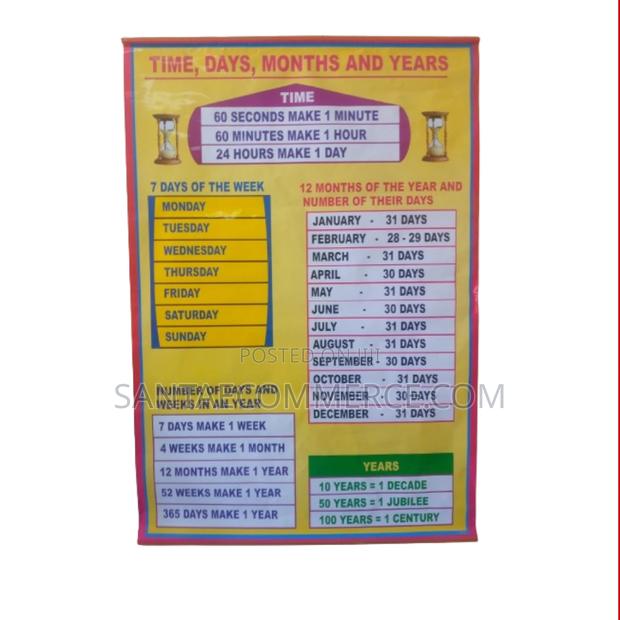 TIME, DAYS, MONTHS AND YEARS
TIME
60 SECONDS MAKE 1 MINUTE
60 MINUTES MAKE 1 HOUR
24 HOURS MAKE 1 DAY
7 DAYS OF THE WEEK
MONDAY
TUESDAY
WEDNESDAY
THURSDAY
FRIDAY
SATURDAY
SUNDAY
12 MONTHS OF THE YEAR AND
NUMBER OF THEIR DAYS
JANUARY - 31 DAYS
FEBRUARY - 28 - 29 DAYS
MARCH - 31 DAYS
APRIL - 30 DAYS
MAY - 31 DAYS
JUNE - 30 DAYS
JULY - 31 DAYS
AUGUST - 31 DAYS
SEPTEMBER - 30 DAYS
OCTOBER - 31 DAYS
NOVEMBER - 30 DAYS
DECEMBER - 31 DAYS
POSTED ON JIJI
NUMBER OF DAYS AND
WEEKS IN AN YEAR
7 DAYS MAKE 1 WEEK
4 WEEKS MAKE 1 MONTH
12 MONTHS MAKE 1 YEAR
52 WEEKS MAKE 1 YEAR
365 DAYS MAKE 1 YEAR
YEARS
10 YEARS = 1 DECADE
50 YEARS = 1 JUBILEE
100 YEARS = 1 CENTURY